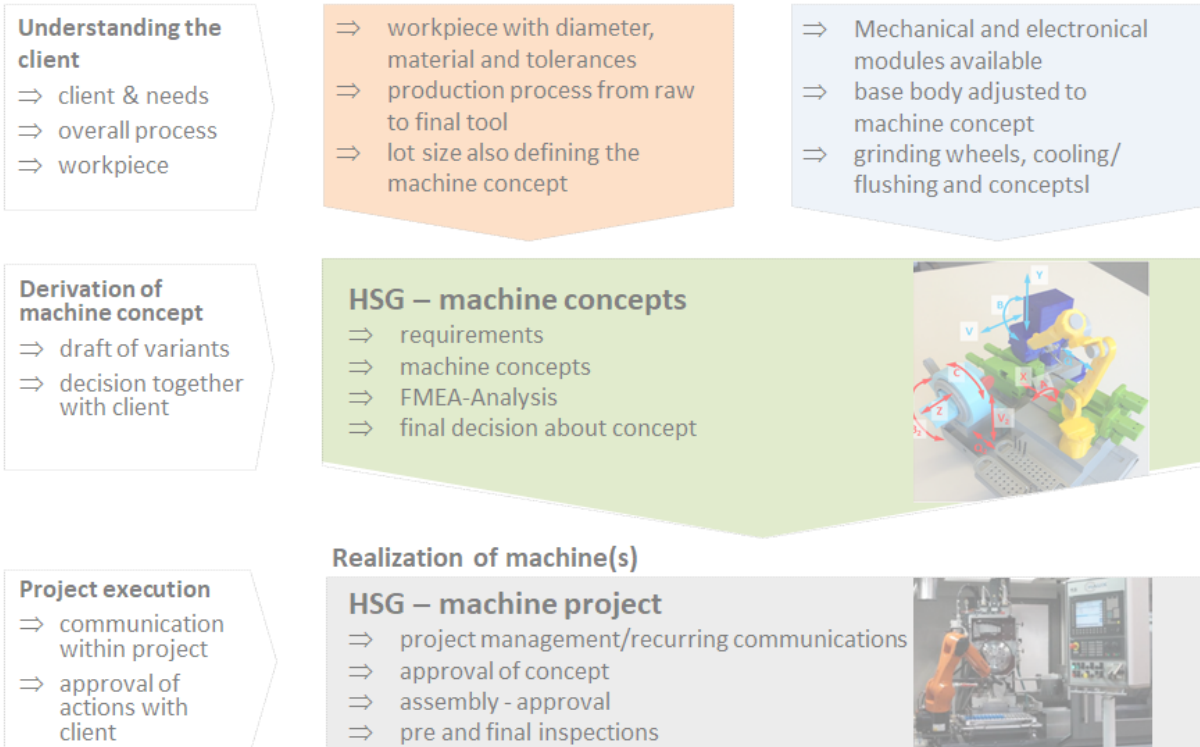 Understanding the
client
⇒ client & needs
⇒ overall process
⇒ workpiece
⇒ workpiece with diameter,
material and tolerances
⇒ production process from raw
to final tool
⇒ lot size also defining the
machine concept
⇒ Mechanical and electronical
modules available
⇒ base body adjusted to
machine concept
⇒ grinding wheels, cooling/
flushing and conceptsl
Derivation of
machine concept
⇒ draft of variants
⇒ decision together
with client
HSG – machine concepts
⇒ requirements
⇒ machine concepts
⇒ FMEA-Analysis
⇒ final decision about concept
Y
B
V
X
A
C
Z
Realization of machine(s)
Project execution
⇒ communication
within project
⇒ approval of
actions with
client
HSG – machine project
⇒ project management/recurring communications
⇒ approval of concept
⇒ assembly - approval
⇒ pre and final inspections